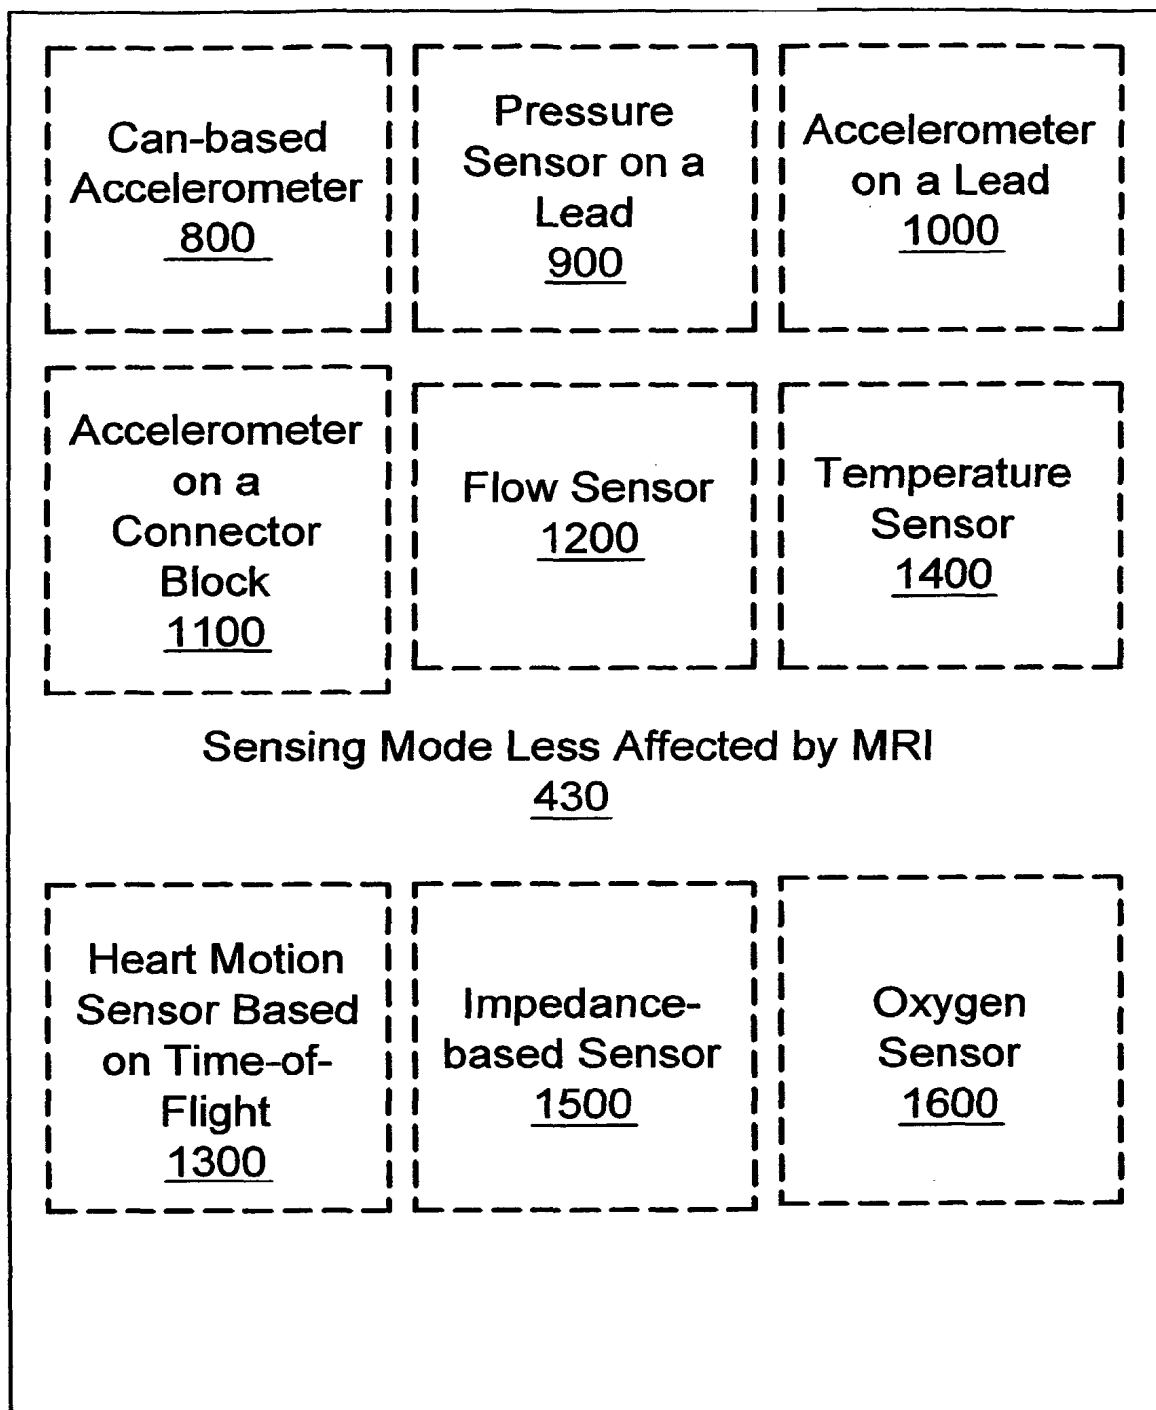 Can-based
Accelerometer
800
Pressure
Sensor on a
Lead
900
Accelerometer
on a Lead
1000
Accelerometer
on a
Connector
Block
1100
Flow Sensor
1200
Temperature
Sensor
1400
Sensing Mode Less Affected by MRI
430
Heart Motion
Sensor Based
on Time-of-
Flight
1300
Impedance-
based Sensor
1500
Oxygen
Sensor
1600